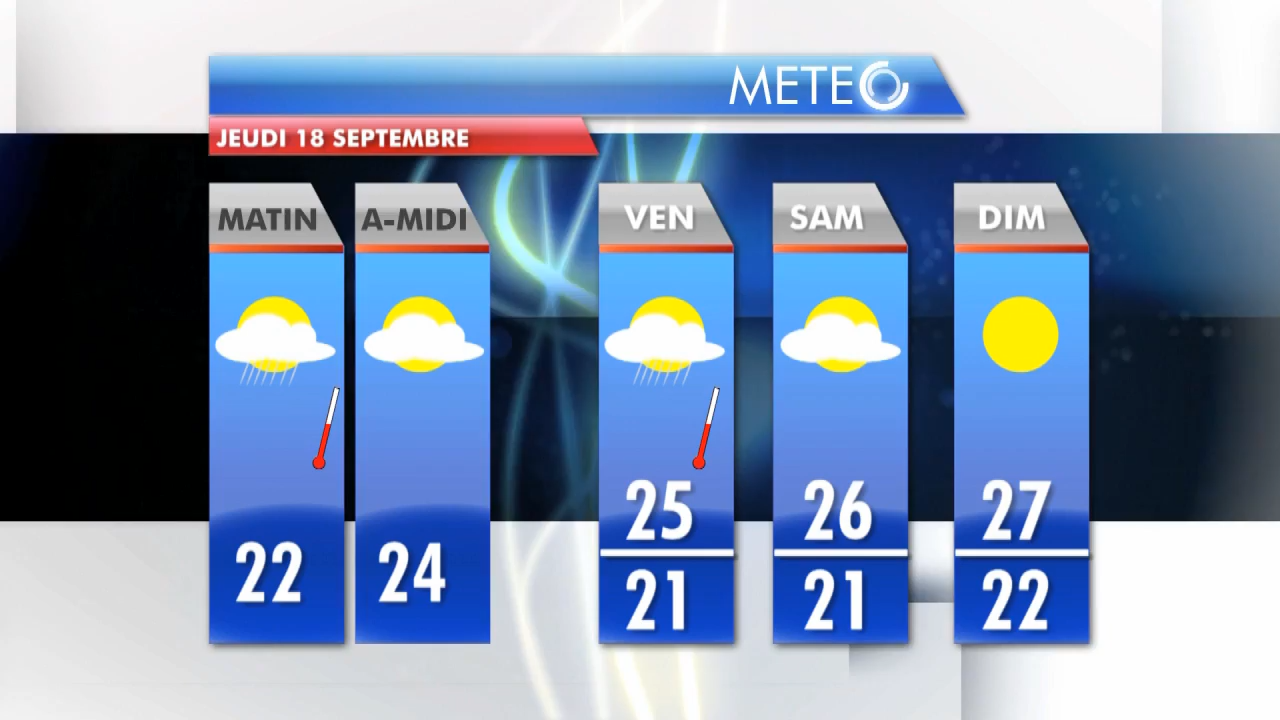 METEO
JEUDI 18 SEPTEMBRE
MATIN A-MIDI VEN SAM DIM
25 26 27
22 24 21 21 22